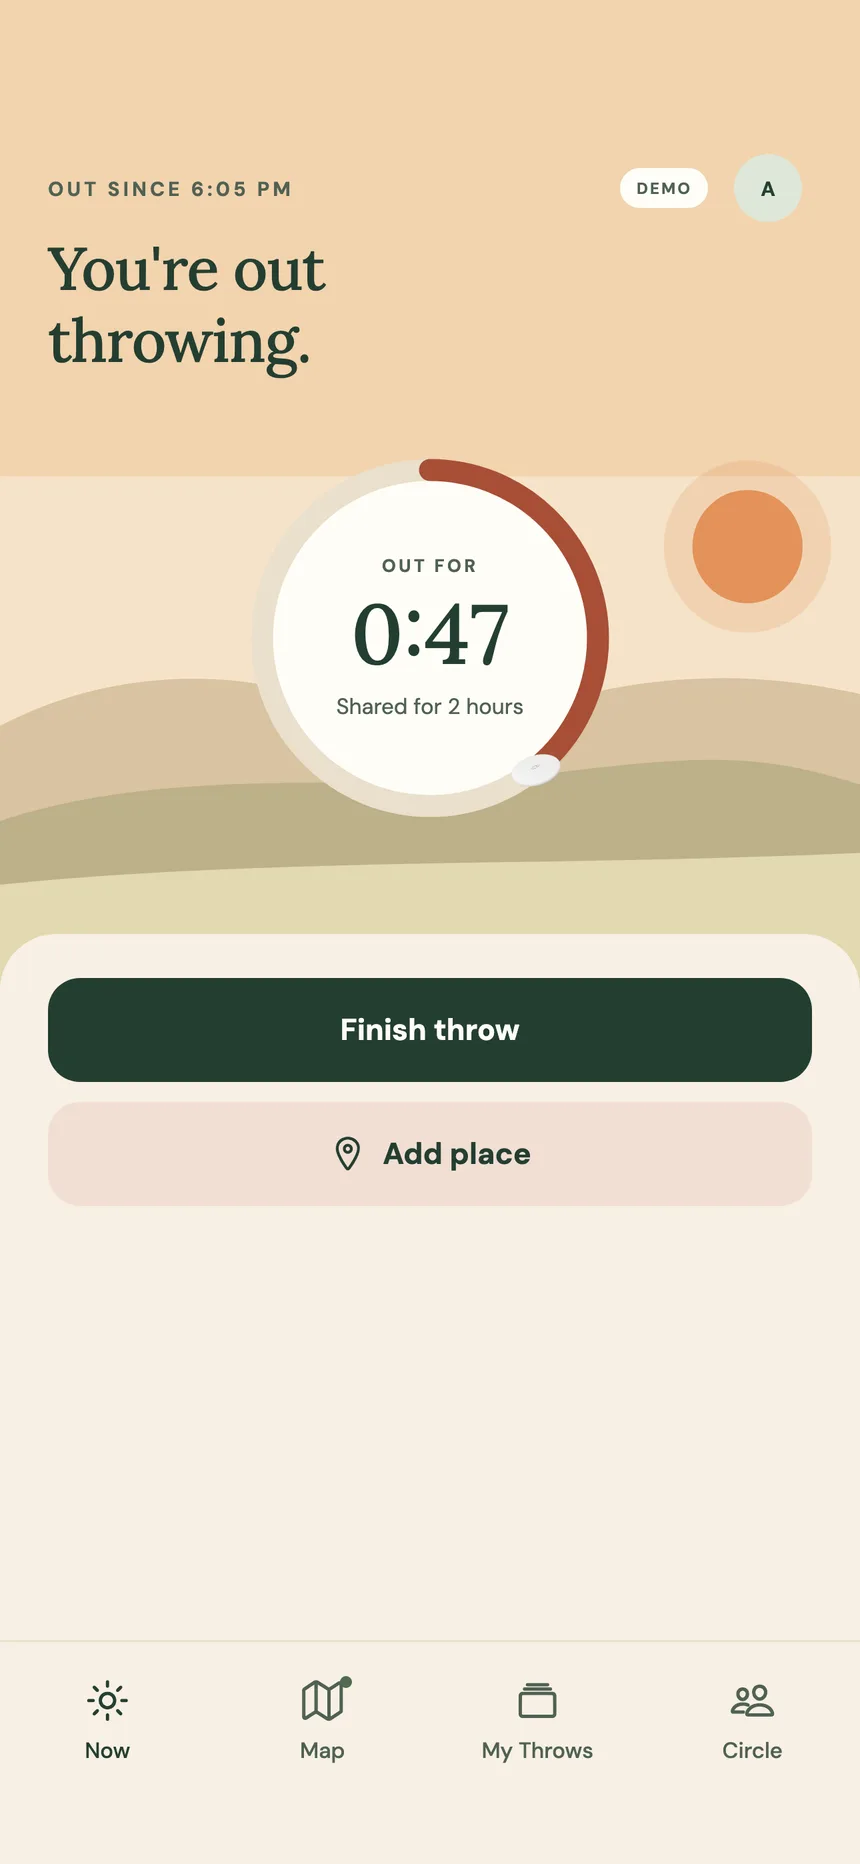 OUT SINCE 6:05 PM
DEMO
A
You're out
throwing.
OUT FOR
0:47
Shared for 2 hours
Finish throw
Add place
Now
Map
My Throws
Circle